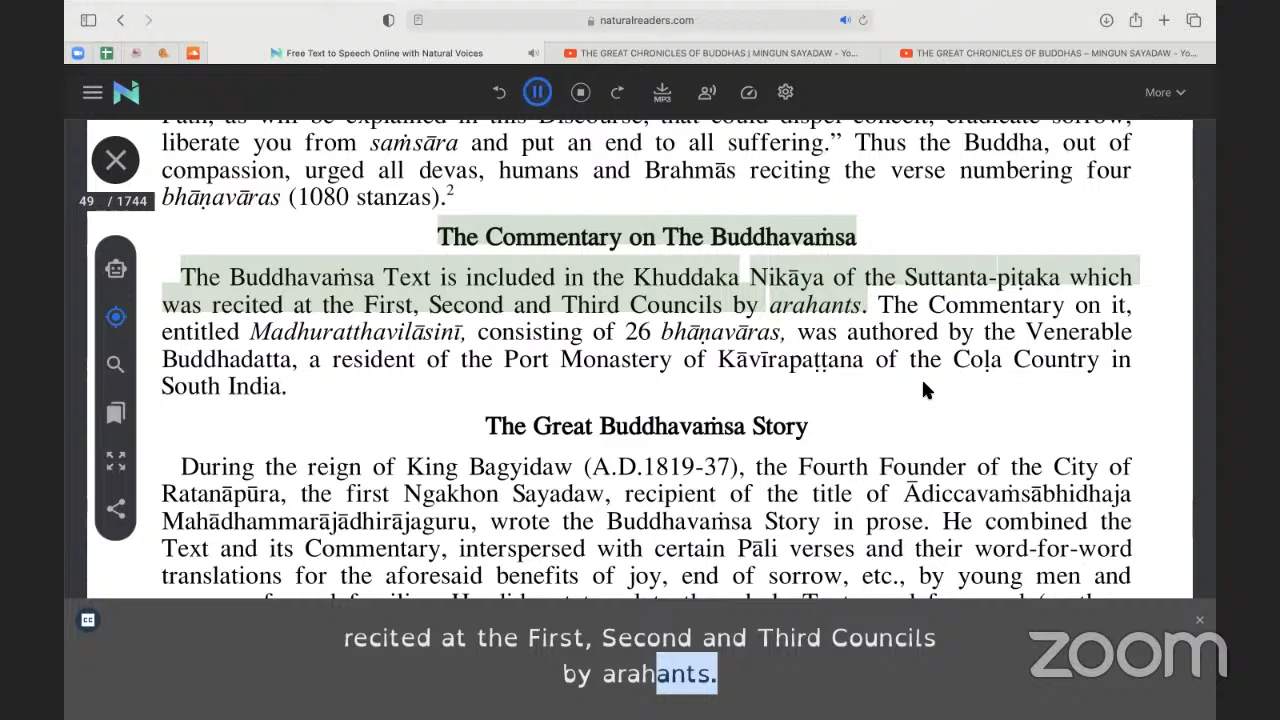 naturalreaders.com
Free Text to Speech Online with Natural Voices
THE GREAT CHRONICLES OF BUDDHAS | MINGUN SAYADAW - Yo...
THE GREAT CHRONICLES OF BUDDHAS – MINGUN SAYADAW - Yo...
MP3
More
liberate you from saṁsāra and put an end to all suffering.” Thus the Buddha, out of
compassion, urged all devas, humans and Brahmās reciting the verse numbering four
49 / 1744
bhāṇavāras (1080 stanzas).2
The Commentary on The Buddhavaṁsa
The Buddhavaṁsa Text is included in the Khuddaka Nikāya of the Suttanta-piṭaka which
was recited at the First, Second and Third Councils by arahants. The Commentary on it,
entitled Madhuratthavilāsinī, consisting of 26 bhāṇavāras, was authored by the Venerable
Buddhadatta, a resident of the Port Monastery of Kāvīrapaṭṭana of the Coḷa Country in
South India.
The Great Buddhavaṁsa Story
During the reign of King Bagyidaw (A.D.1819-37), the Fourth Founder of the City of
Ratanāpūra, the first Ngakhon Sayadaw, recipient of the title of Ādiccavaṁsābhidhaja
Mahādhammarājādhirājaguru, wrote the Buddhavaṁsa Story in prose. He combined the
Text and its Commentary, interspersed with certain Pāli verses and their word-for-word
translations for the aforesaid benefits of joy, end of sorrow, etc., by young men and
CC
recited at the First, Second and Third Councils
by arahants.
zoom